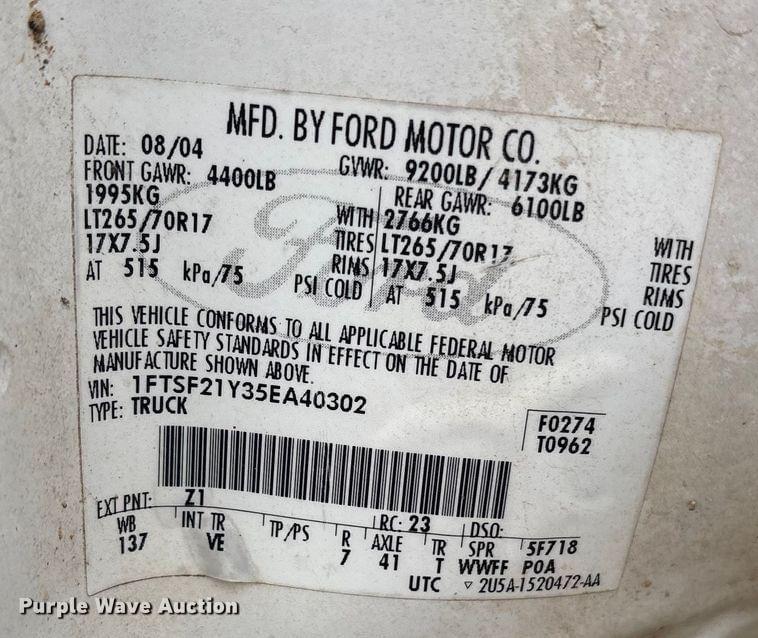 MFD. BY FORD MOTOR CO.
DATE: 08/04 GVWR: 9200LB/ 4173KG
FRONT GAWR: 4400LB REAR GAWR: 6100LB
1995KG WITH 2766KG WITH
LT265/70R17 TIRES LT265/70R17 TIRES
17X7.5J RIMS 17X7.5J RIMS
AT 515 kPa/75 PSI COLD AT 515 kPa/75 PSI COLD
THIS VEHICLE CONFORMS TO ALL APPLICABLE FEDERAL MOTOR
VEHICLE SAFETY STANDARDS IN EFFECT ON THE DATE OF
MANUFACTURE SHOWN ABOVE.
VIN: 1FTSF21Y35EA40302
TYPE: TRUCK
F0274
T0962
EXT PNT: Z1 RC: 23 DSO:
WB INT TR TP/PS R AXLE TR SPR 5F718
137 VE 7 41 T WWFF POA
UTC ▽ 2U5A-1520472-AA
Ford
Purple Wave Auction